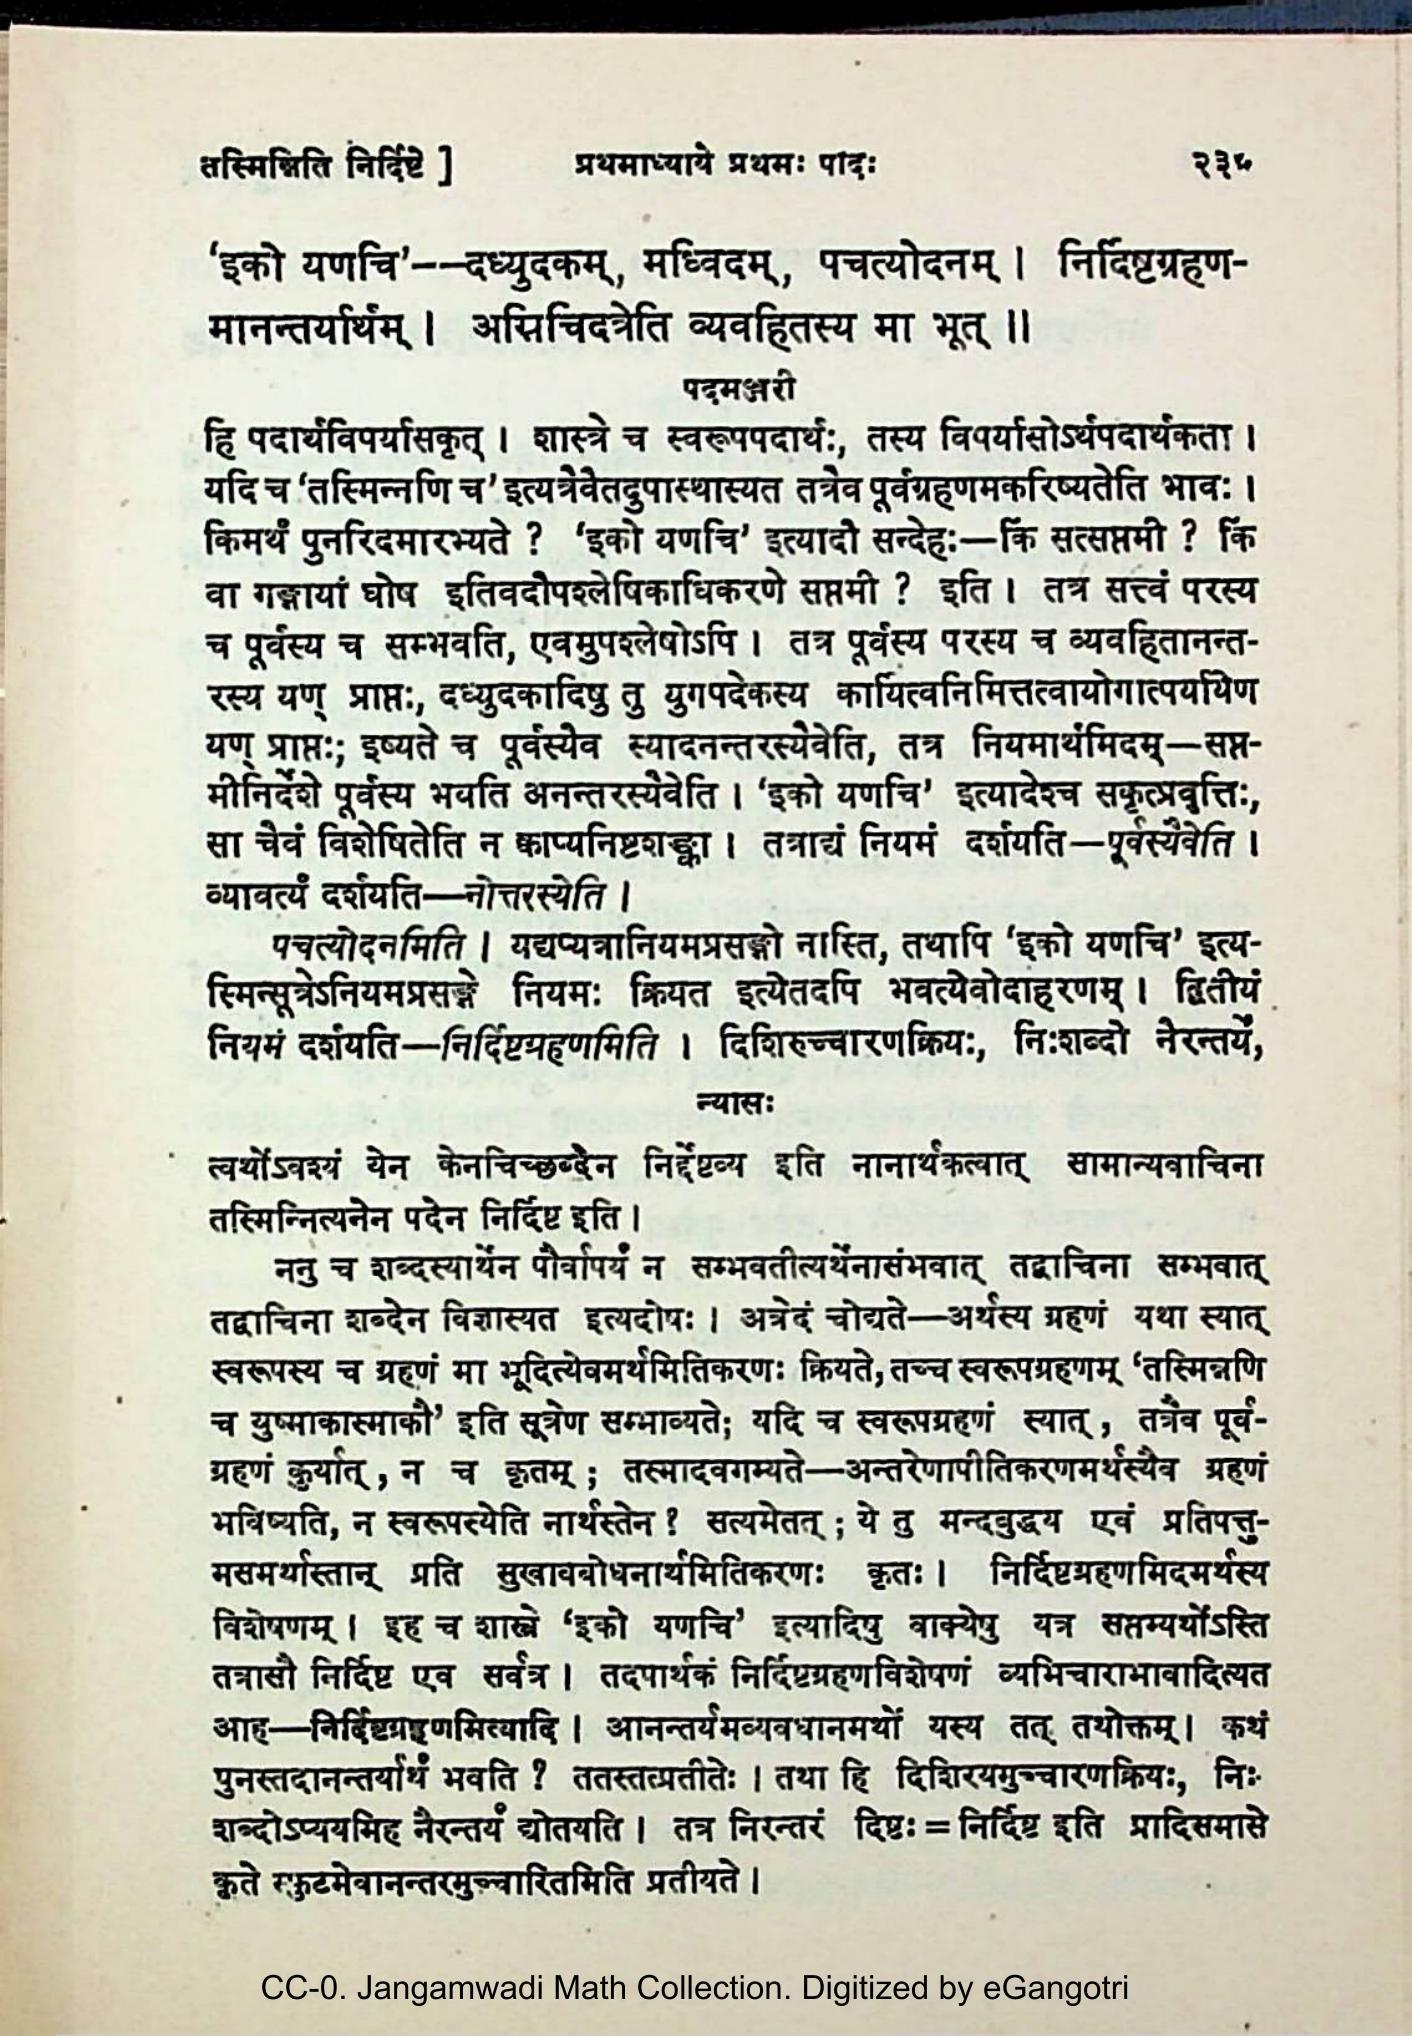 तस्मिन्निति निर्दिष्टे ] प्रथमाध्याये प्रथमः पादः २३५
‘इको यणचि’--दध्युदकम्, मध्विदम्, पचत्योदनम् । निर्दिष्टग्रहण-
मानन्तर्यार्थम् । अग्निचिदत्रेति व्यवहितस्य मा भूत् ॥
पदमञ्जरी
हि पदार्थविपर्यासकृत् । शास्त्रे च स्वरूपपदार्थः, तस्य विपर्यासोऽर्थपदार्थकता ।
यदि च ‘तस्मिन्नणि च’ इत्यत्रैवैतदुपास्थास्यत तत्रैव पूर्वग्रहणमकरिष्यतेति भावः ।
किमर्थं पुनरिदमारभ्यते ? ‘इको यणचि’ इत्यादौ सन्देहः—किं सत्सप्तमी ? किं
वा गङ्गायां घोष इतिवदौपश्लेषिकाधिकरणे सप्तमी ? इति । तत्र सत्त्वं परस्य
च पूर्वस्य च सम्भवति, एवमुपश्लेषोऽपि । तत्र पूर्वस्य परस्य च व्यवहितानन्त-
रस्य यण् प्राप्तः, दध्युदकादिषु तु युगपदेकस्य कार्यित्वनिमित्तत्वायोगात्पर्यायेण
यण् प्राप्तः; इष्यते च पूर्वस्यैव स्यादनन्तरस्यैवेति, तत्र नियमार्थमिदम्—सप्त-
मीनिर्देशे पूर्वस्य भवति अनन्तरस्यैवेति । ‘इको यणचि’ इत्यादेश्च सकृत्प्रवृत्तिः,
सा चैवं विशेषितेति न क्वाप्यनिष्टशङ्का । तत्राद्यं नियमं दर्शयति—पूर्वस्यैवेति ।
व्यावर्त्यं दर्शयति—नोत्तरस्येति ।
पचत्योदनमिति । यद्यप्यत्रानियमप्रसङ्गो नास्ति, तथापि ‘इको यणचि’ इत्य-
स्मिन्सूत्रेऽनियमप्रसङ्गे नियमः क्रियत इत्येतदपि भवत्येवोदाहरणम् । द्वितीयं
नियमं दर्शयति—निर्दिष्टग्रहणमिति । दिशिरुच्चारणक्रियः, निःशब्दो नैरन्तर्ये,
न्यासः
त्वर्थोऽवश्यं येन केनचिच्छब्देन निर्द्देष्टव्य इति नानार्थकत्वात् सामान्यवाचिना
तस्मिन्नित्यनेन पदेन निर्दिष्ट इति ।
ननु च शब्दस्यार्थेन पौर्वापर्यं न सम्भवतीत्यर्थेनासंभवात् तद्वाचिना सम्भवात्
तद्वाचिना शब्देन विज्ञास्यत इत्यदोषः । अत्रेदं चोद्यते—अर्थस्य ग्रहणं यथा स्यात्
स्वरूपस्य च ग्रहणं मा भूदित्येवमर्थमितिकरणः क्रियते, तच्च स्वरूपग्रहणम् ‘तस्मिन्नणि
च युष्माकास्माकौ’ इति सूत्रेण सम्भाव्यते; यदि च स्वरूपग्रहणं स्यात् , तत्रैव पूर्व-
ग्रहणं कुर्यात् , न च कृतम् ; तस्मादवगम्यते—अन्तरेणापीतिकरणमर्थस्यैव ग्रहणं
भविष्यति, न स्वरूपस्येति नार्थस्तेन ? सत्यमेतत् ; ये तु मन्दबुद्धय एवं प्रतिपत्तु-
मसमर्थास्तान् प्रति सुखावबोधनार्थमितिकरणः कृतः । निर्दिष्टग्रहणमिदमर्थस्य
विशेषणम् । इह च शास्त्रे ‘इको यणचि’ इत्यादिषु वाक्येषु यत्र सप्तम्यर्थोऽस्ति
तत्रासौ निर्दिष्ट एव सर्वत्र । तदपार्थकं निर्दिष्टग्रहणविशेषणं व्यभिचाराभावादित्यत
आह—निर्दिष्टग्रहणमित्यादि । आनन्तर्यमव्यवधानमर्थो यस्य तत् तथोक्तम् । कथं
पुनस्तदानन्तर्यार्थं भवति ? ततस्तत्प्रतीतेः । तथा हि दिशिरयमुच्चारणक्रियः, निः-
शब्दोऽप्ययमिह नैरन्तर्यं द्योतयति । तत्र निरन्तरं दिष्टः = निर्दिष्ट इति प्रादिसमासे
कृते स्फुटमेवानन्तरमुच्चारितमिति प्रतीयते ।
CC-0. Jangamwadi Math Collection. Digitized by eGangotri